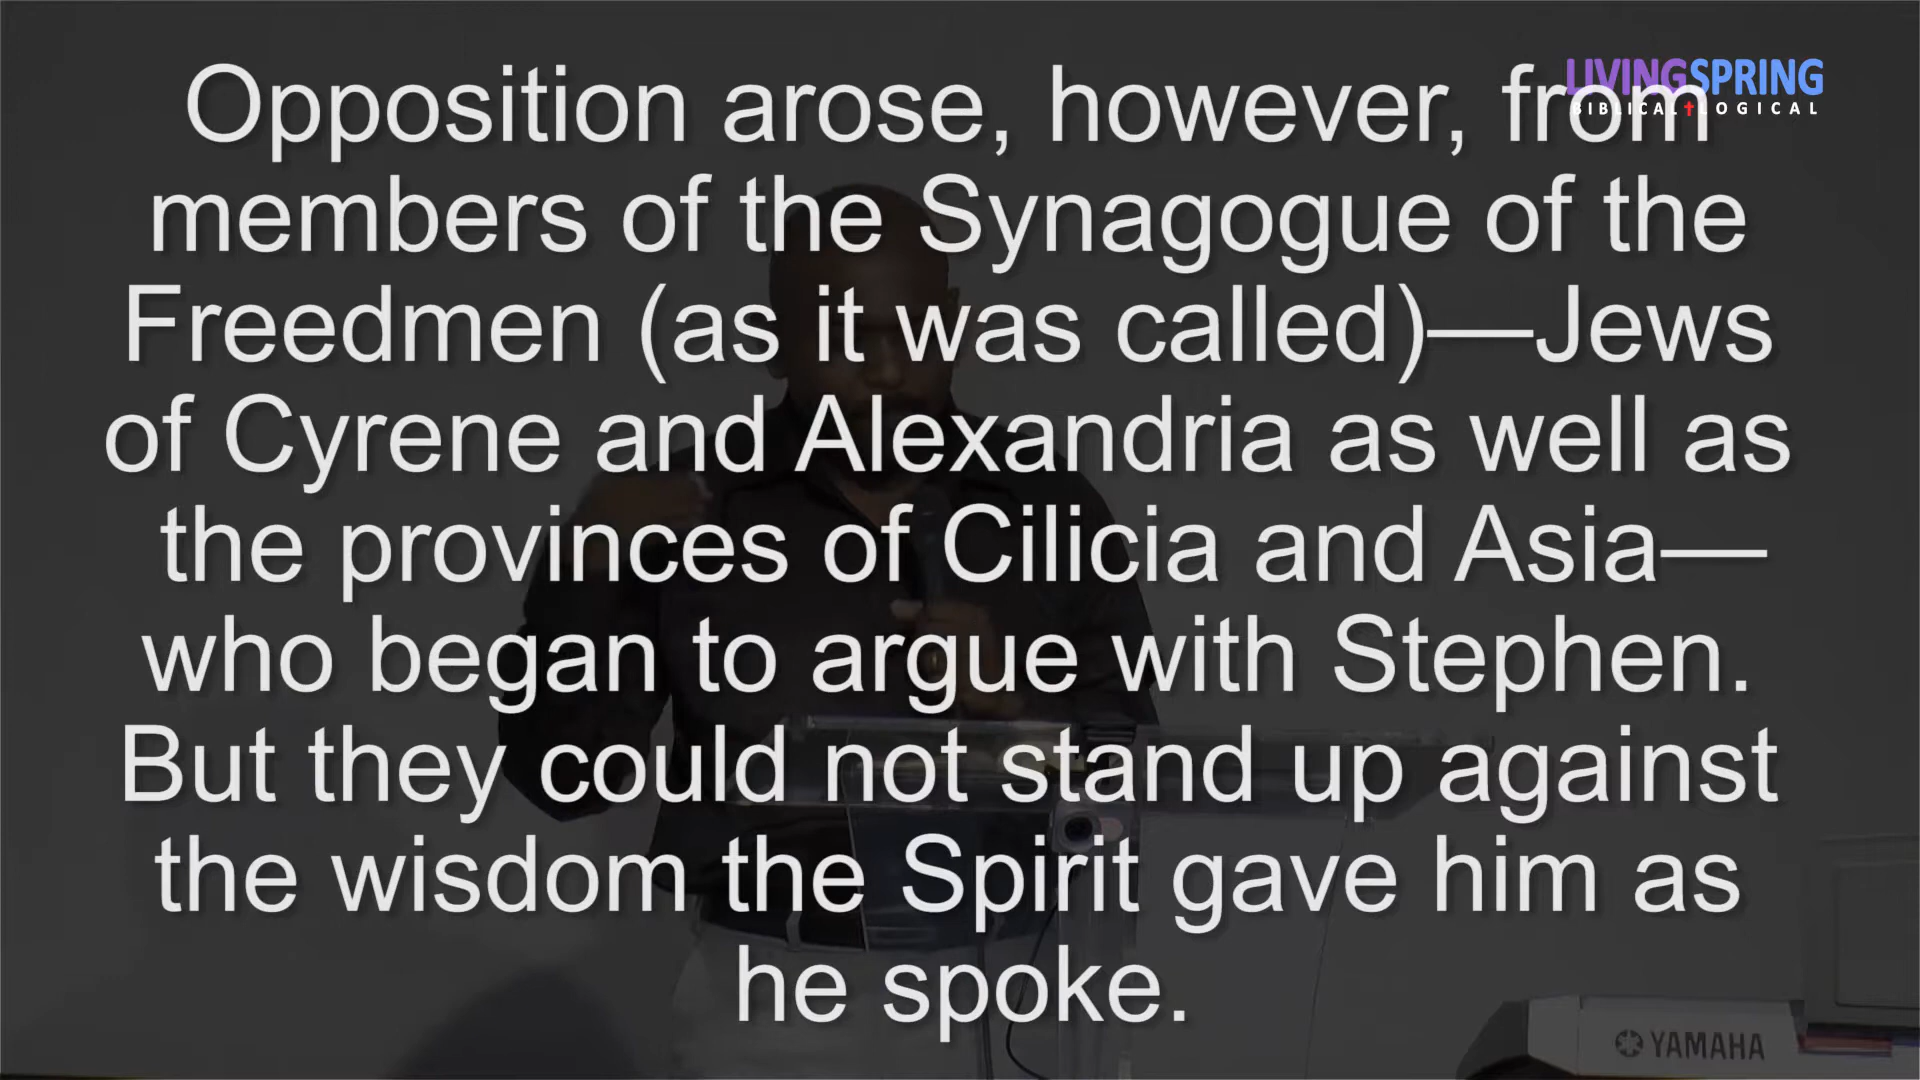 Opposition arose, however, from
LIVINGSPRING
BIBLICAL✝LOGICAL
members of the Synagogue of the
Freedmen (as it was called)—Jews
of Cyrene and Alexandria as well as
the provinces of Cilicia and Asia—
who began to argue with Stephen.
But they could not stand up against
the wisdom the Spirit gave him as
he spoke.
YAMAHA